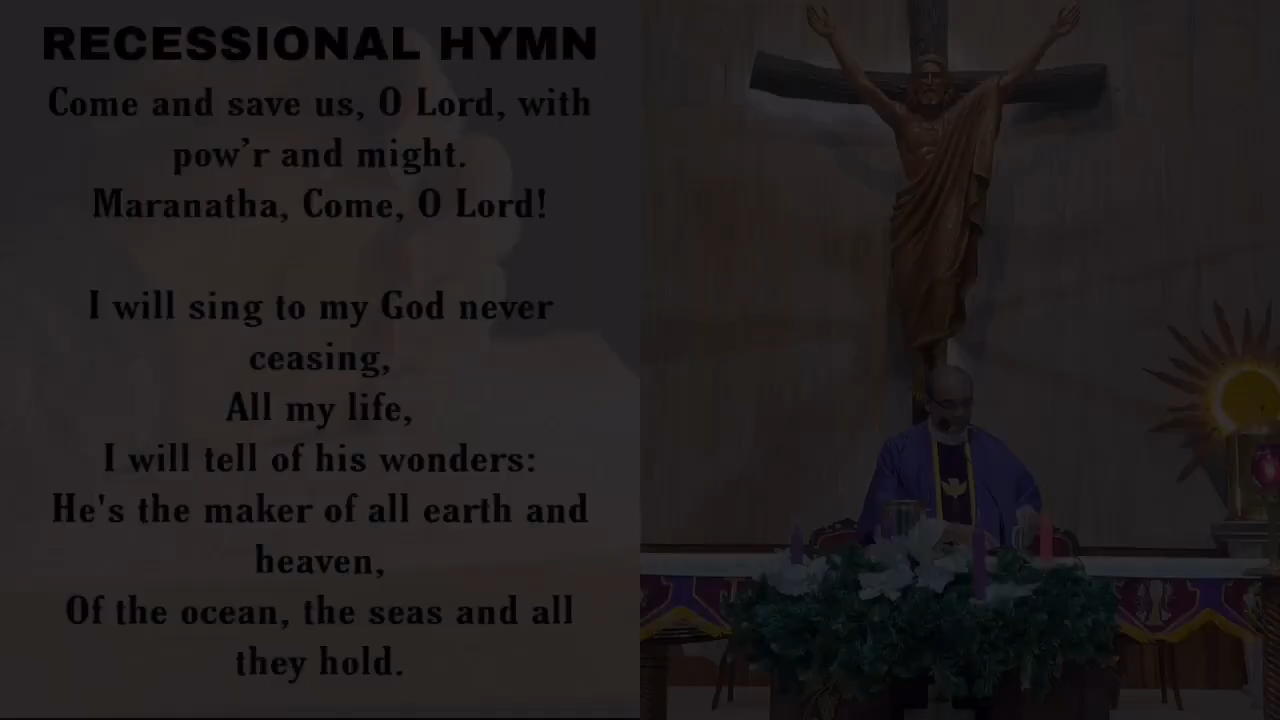 RECESSIONAL HYMN
Come and save us, O Lord, with
pow’r and might.
Maranatha, Come, O Lord!
I will sing to my God never
ceasing,
All my life,
I will tell of his wonders:
He's the maker of all earth and
heaven,
Of the ocean, the seas and all
they hold.